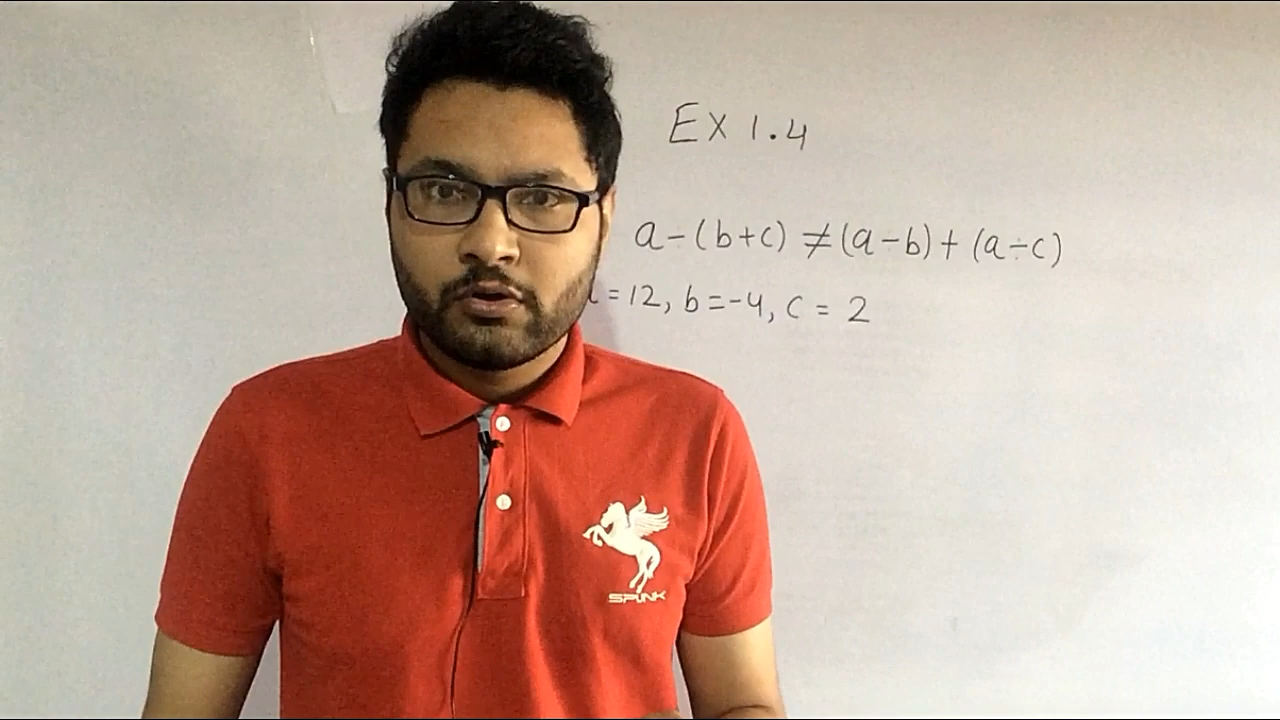 EX 1.4
a-(b+c) ≠ (a-b)+(a÷c)
a=12, b=-4, c=2
SPUNK